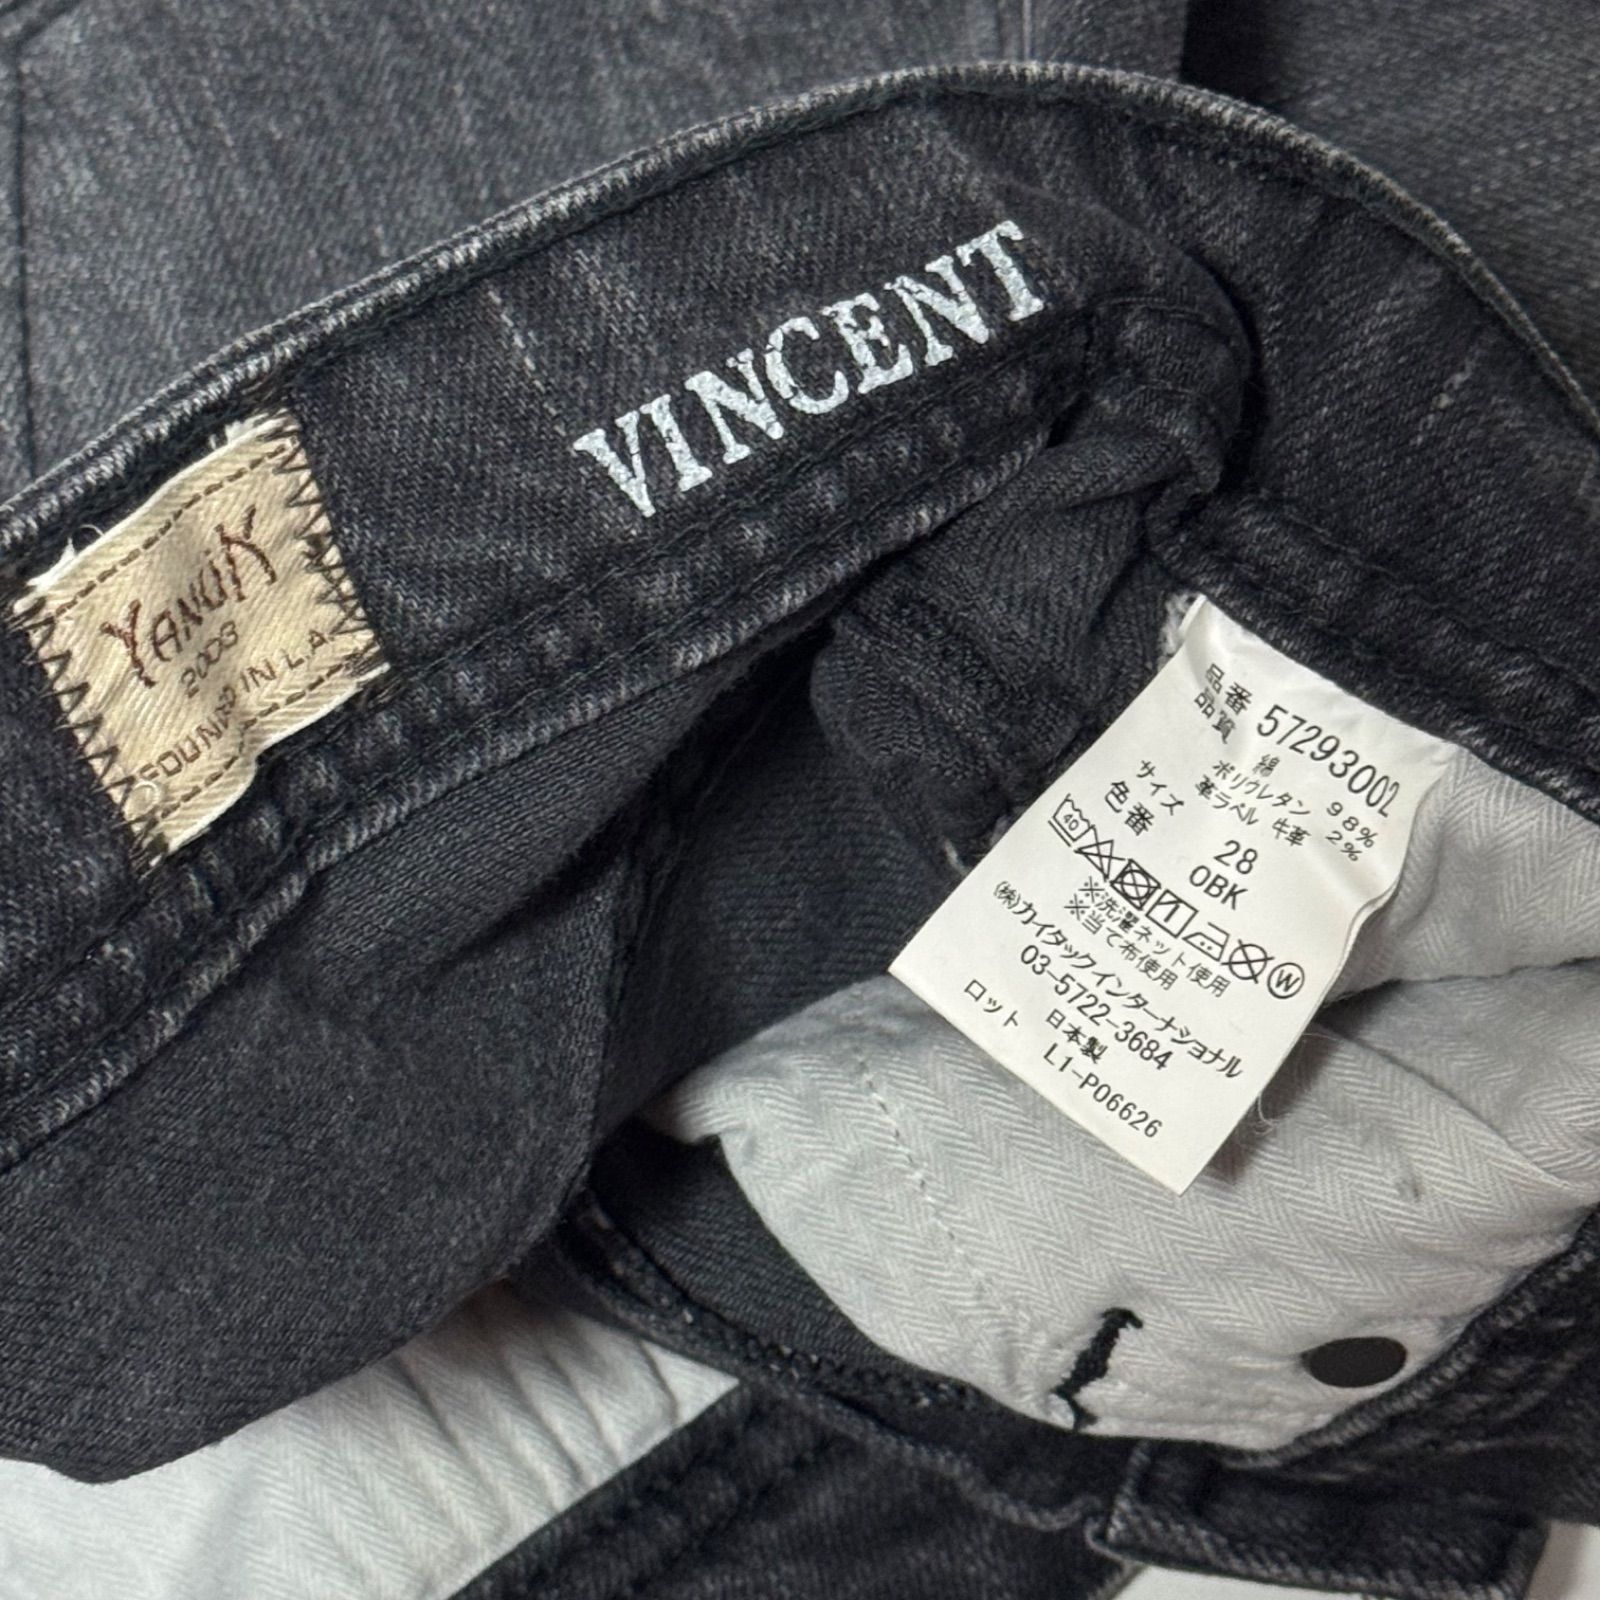 VINCENT
YANUK
2003
FOUND IN L.A.
品番 57293002
品質
綿 98%
ポリウレタン 2%
革ラベル 牛革
サイズ 28
色番 0BK
40
※洗濯ネット使用
※当て布使用
W
(株)カイタックインターナショナル
03-5722-3684
日本製
ロット L1-P06626